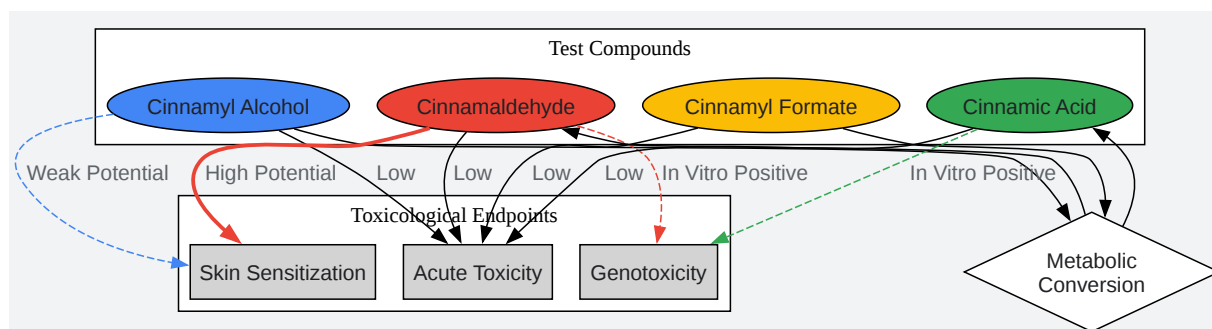 Test Compounds
Cinnamyl Alcohol
Cinnamaldehyde
Cinnamyl Formate
Cinnamic Acid
Weak Potential
High Potential
Low
Low
Low
Low
In Vitro Positive
In Vitro Positive
Toxicological Endpoints
Skin Sensitization
Acute Toxicity
Genotoxicity
Metabolic
Conversion